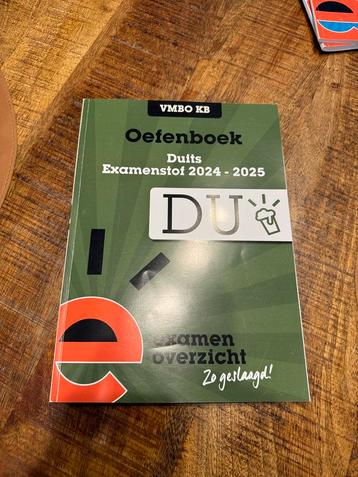 VMBO KB
Oefenboek
Duits
Examenstof 2024 - 2025
DU
examen
overzicht
Zo geslaagd!